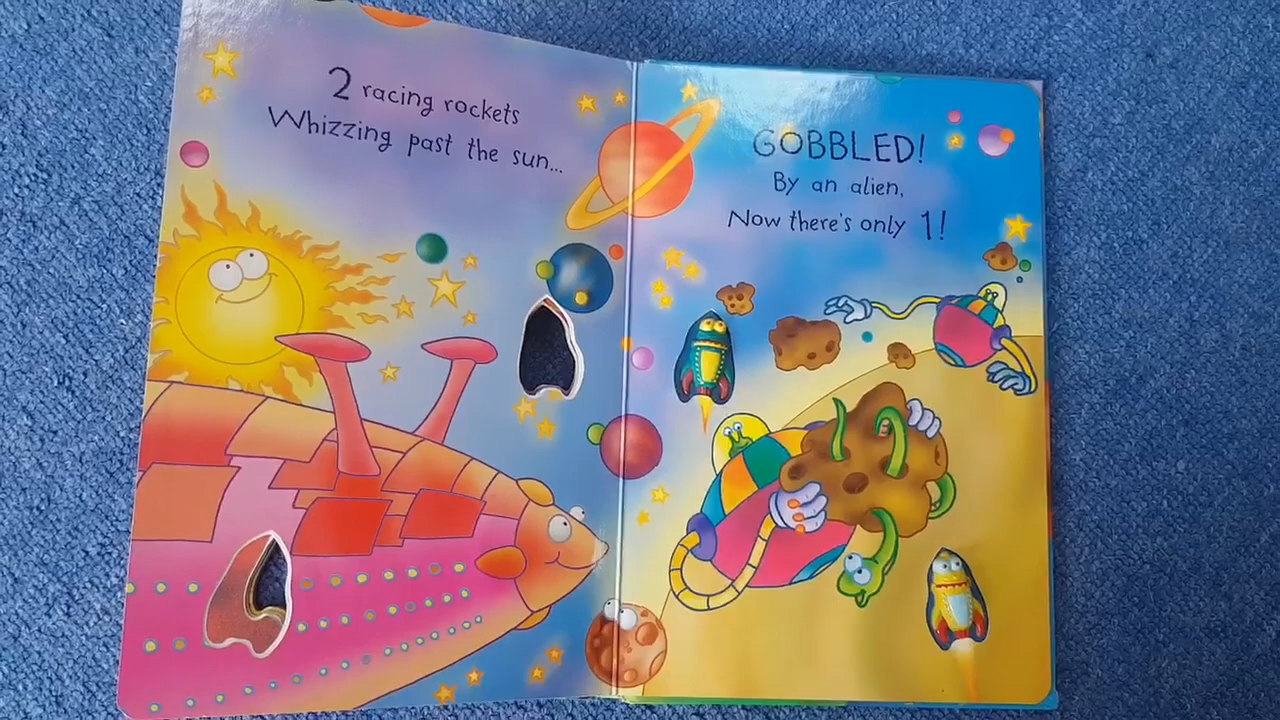 2 racing rockets
Whizzing past the sun...
GOBBLED!
By an alien,
Now there's only 1!